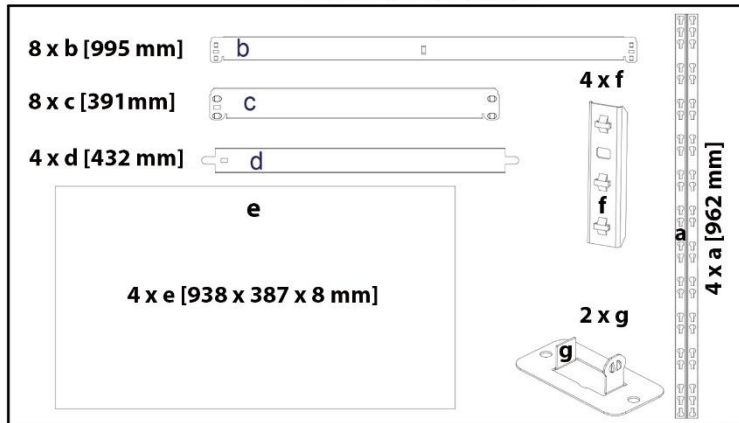 8 x b [995 mm]
b
8 x c [391mm]
c
4 x d [432 mm]
d
e
4 x e [938 x 387 x 8 mm]
4 x f
f
2 x g
g
a
4 x a [962 mm]